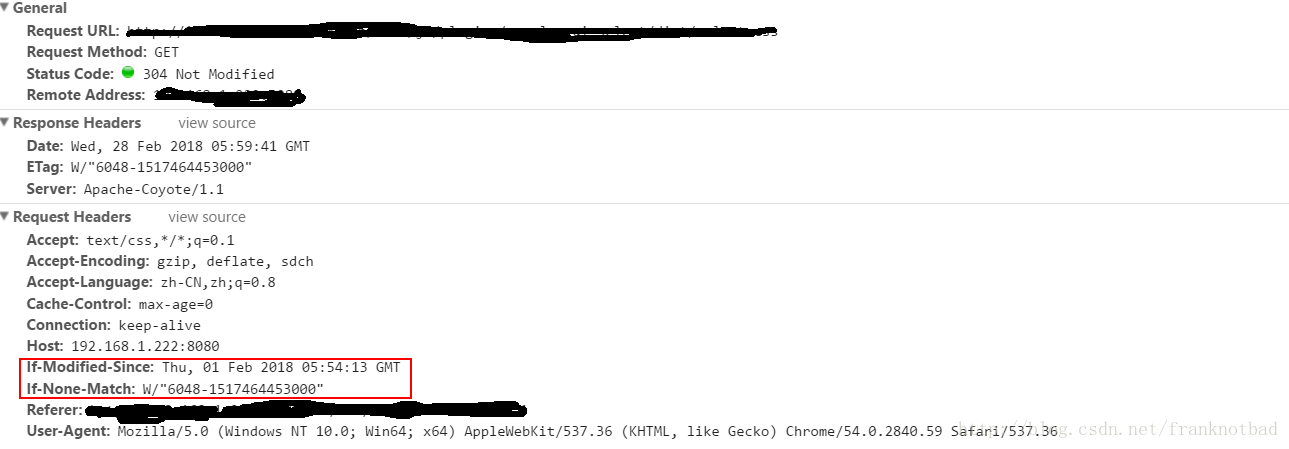 General
Request URL:
Request Method: GET
Status Code: 304 Not Modified
Remote Address:
Response Headers view source
Date: Wed, 28 Feb 2018 05:59:41 GMT
ETag: W/"6048-1517464453000"
Server: Apache-Coyote/1.1
Request Headers view source
Accept: text/css,*/*;q=0.1
Accept-Encoding: gzip, deflate, sdch
Accept-Language: zh-CN,zh;q=0.8
Cache-Control: max-age=0
Connection: keep-alive
Host: 192.168.1.222:8080
If-Modified-Since: Thu, 01 Feb 2018 05:54:13 GMT
If-None-Match: W/"6048-1517464453000"
Referer:
User-Agent: Mozilla/5.0 (Windows NT 10.0; Win64; x64) AppleWebKit/537.36 (KHTML, like Gecko) Chrome/54.0.2840.59 Safari/537.36
http://blog.csdn.net/franknotbad